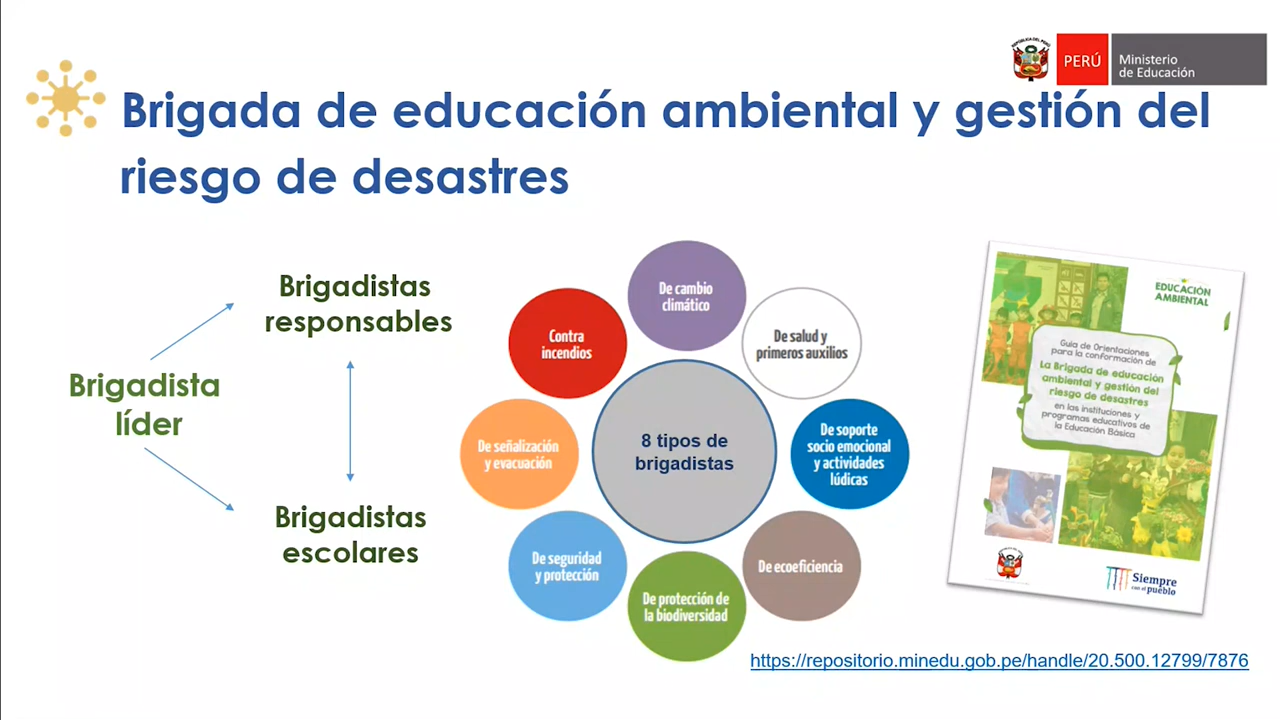 PERÚ
Ministerio
de Educación
Brigada de educación ambiental y gestión del
riesgo de desastres
Brigadista
líder
Brigadistas
responsables
Brigadistas
escolares
8 tipos de
brigadistas
De cambio
climático
De salud y
primeros auxilios
De soporte
socio emocional
y actividades
lúdicas
De ecoeficiencia
De protección de
la biodiversidad
De seguridad
y protección
De señalización
y evacuación
Contra
incendios
EDUCACIÓN
AMBIENTAL
Guía de Orientaciones
para la conformación de
La Brigada de educación
ambiental y gestión del
riesgo de desastres
en las instituciones y
programas educativos de
la Educación Básica
Siempre
con el pueblo
https://repositorio.minedu.gob.pe/handle/20.500.12799/7876